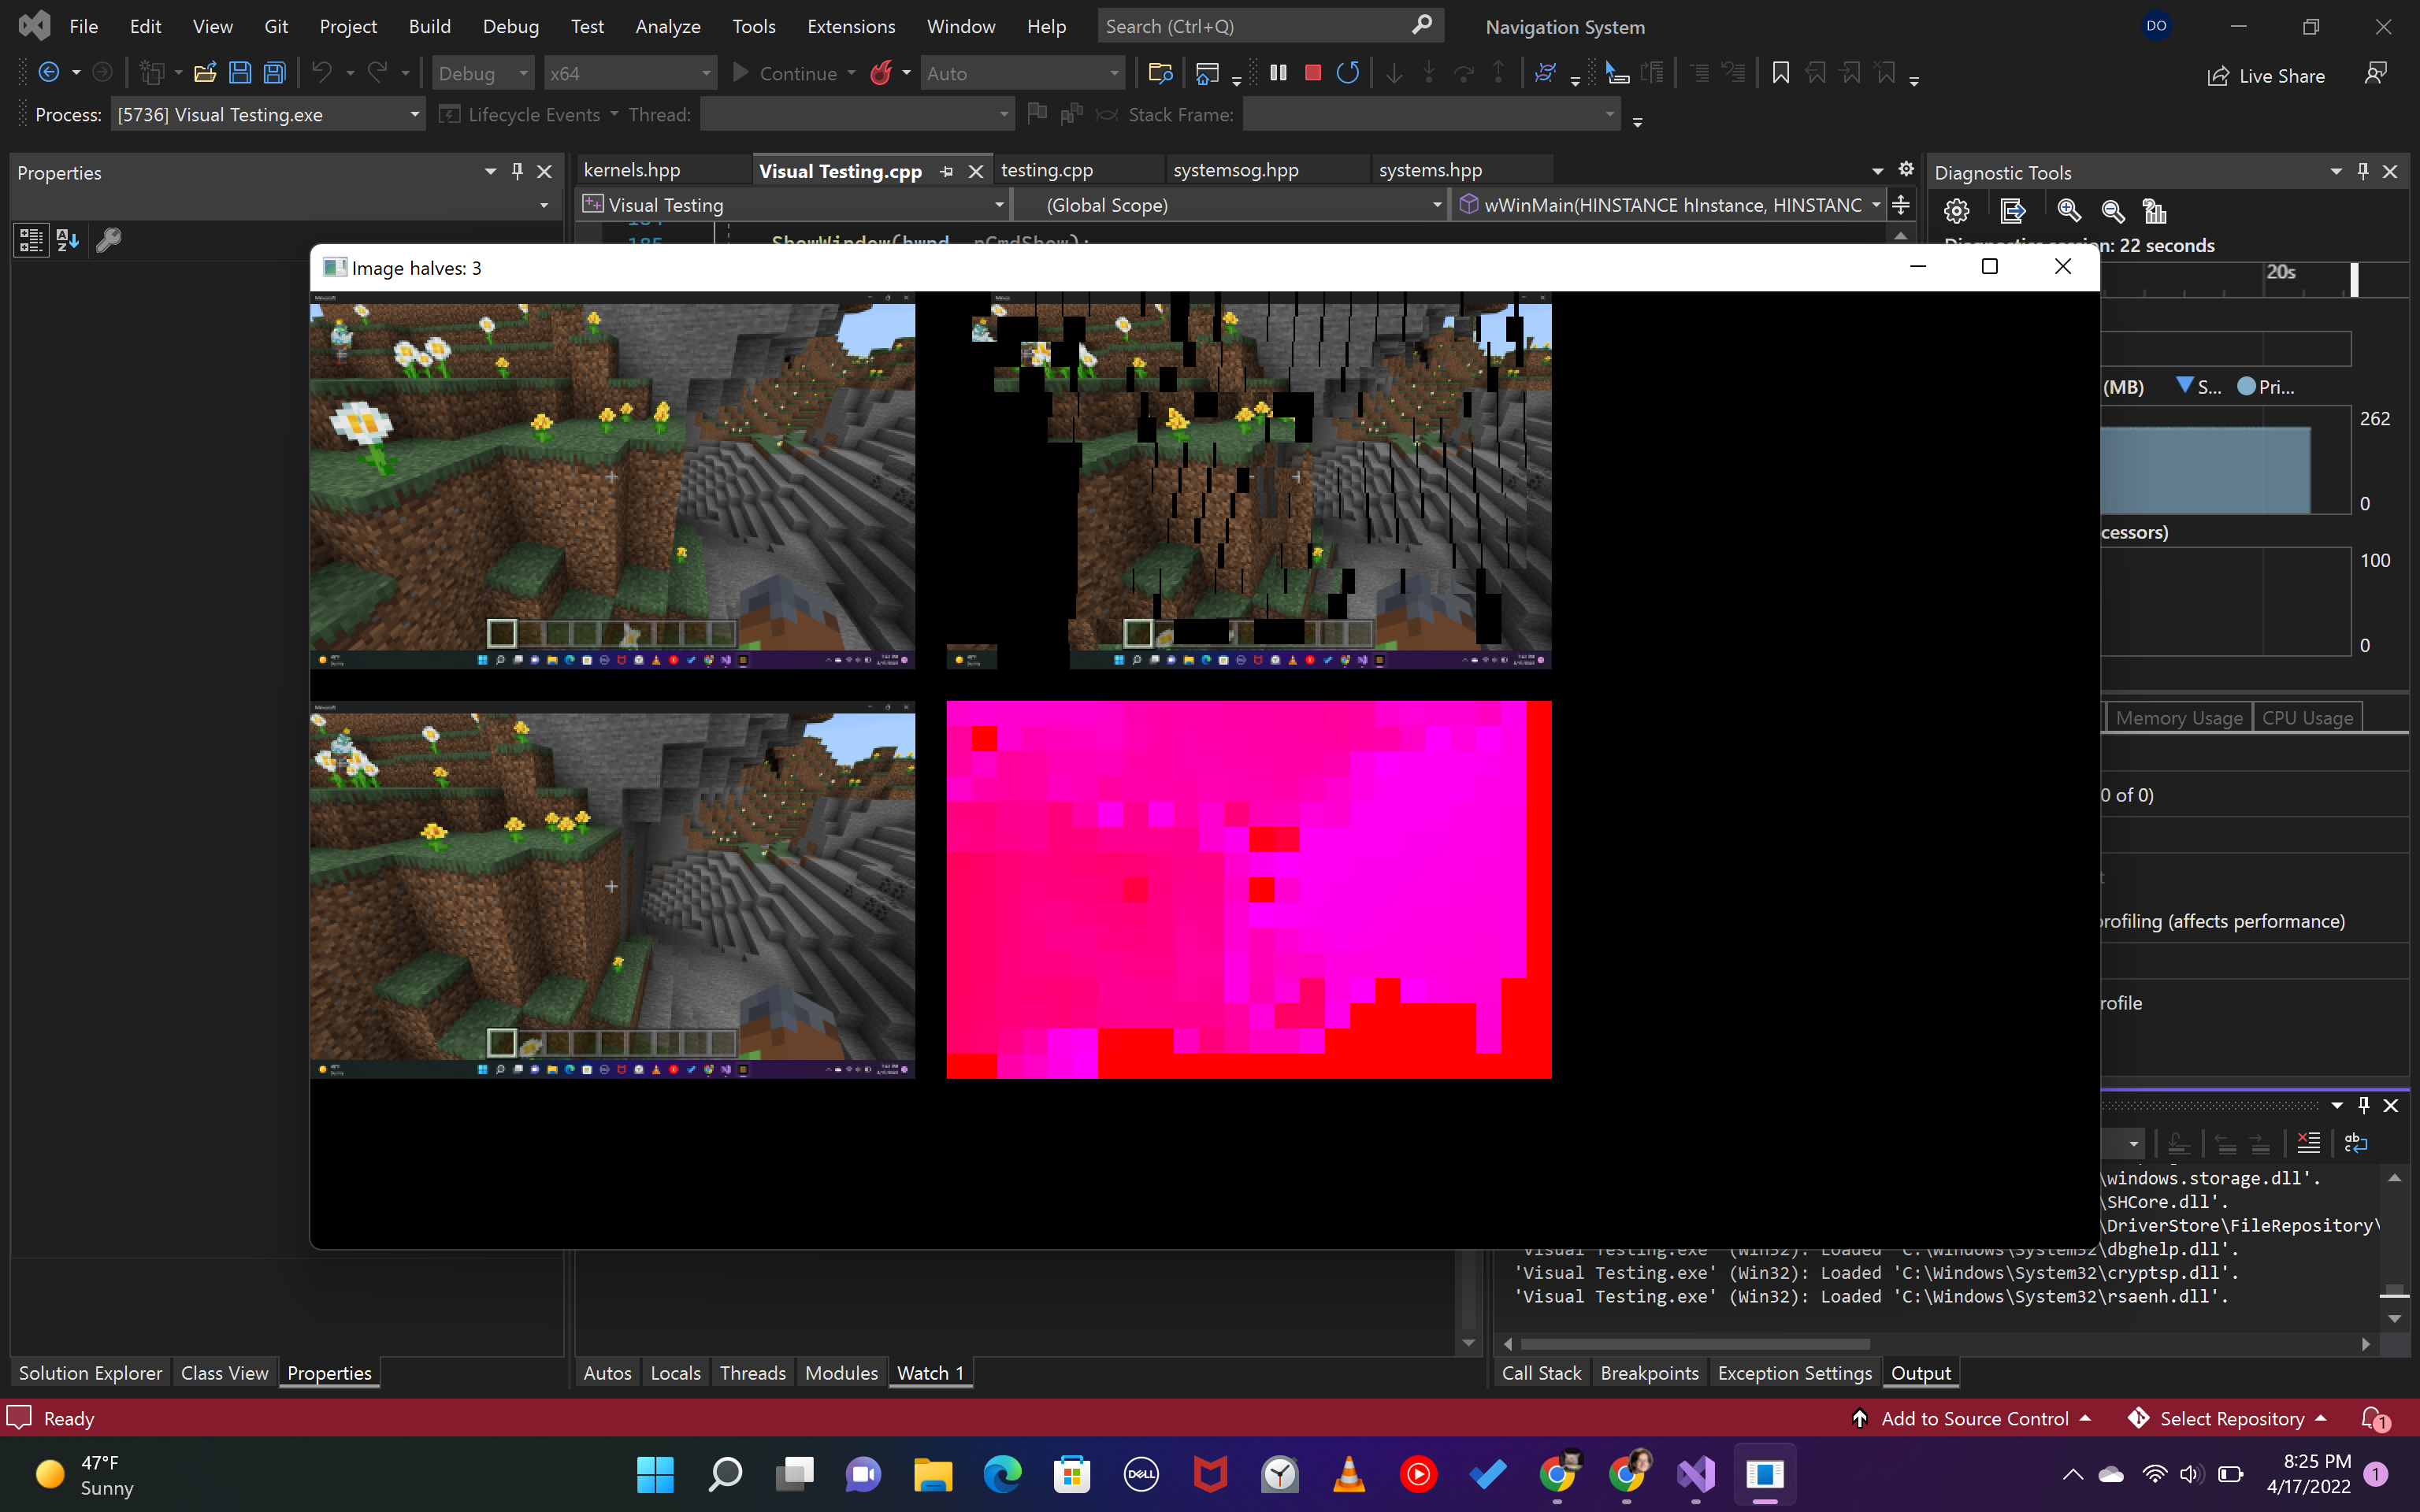 File Edit View Git Project Build Debug Test Analyze Tools Extensions Window Help Search (Ctrl+Q) Navigation System DO
Debug x64 Continue Auto Live Share
Process: [5736] Visual Testing.exe Lifecycle Events Thread: Stack Frame:
Properties
kernels.hpp Visual Testing.cpp testing.cpp systemsog.hpp systems.hpp
Diagnostic Tools
Visual Testing (Global Scope) wWinMain(HINSTANCE hInstance, HINSTANC
185 ShowWindow(hwnd, nCmdShow);
n: 22 seconds
Image halves: 3
20s
(MB) S... Pri...
262
0
cessors)
100
0
Memory Usage CPU Usage
0 of 0)
rofiling (affects performance)
rofile
\windows.storage.dll'.
\SHCore.dll'.
\DriverStore\FileRepository\
'Visual Testing.exe' (Win32): Loaded 'C:\Windows\System32\dbghelp.dll'.
'Visual Testing.exe' (Win32): Loaded 'C:\Windows\System32\cryptsp.dll'.
'Visual Testing.exe' (Win32): Loaded 'C:\Windows\System32\rsaenh.dll'.
Solution Explorer Class View Properties
Autos Locals Threads Modules Watch 1
Call Stack Breakpoints Exception Settings Output
Ready
Add to Source Control Select Repository 1
47°F
Sunny
DELL
8:25 PM
4/17/2022
1